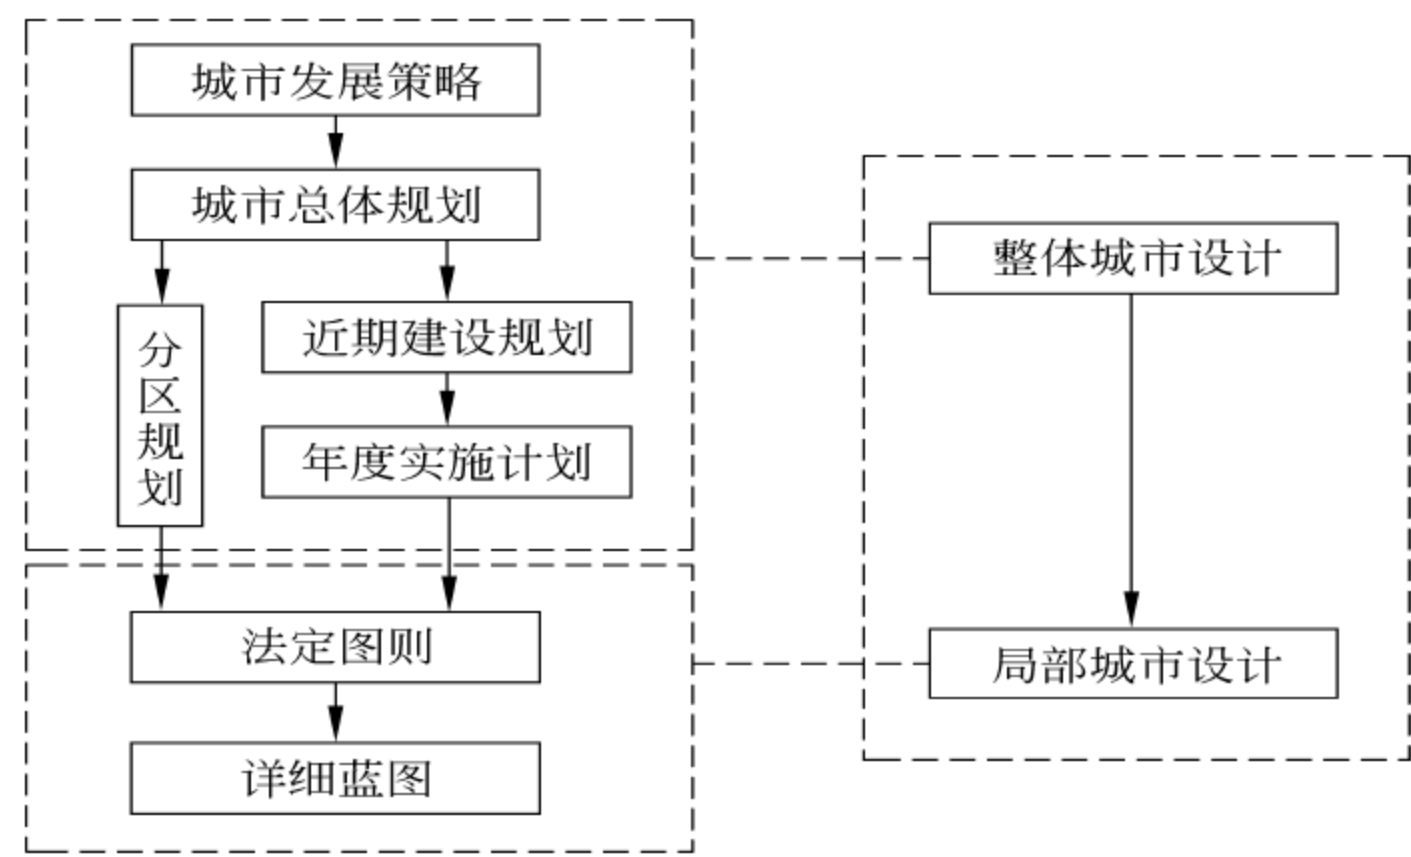 城市发展策略
城市总体规划
分区规划
近期建设规划
年度实施计划
法定图则
详细蓝图
整体城市设计
局部城市设计